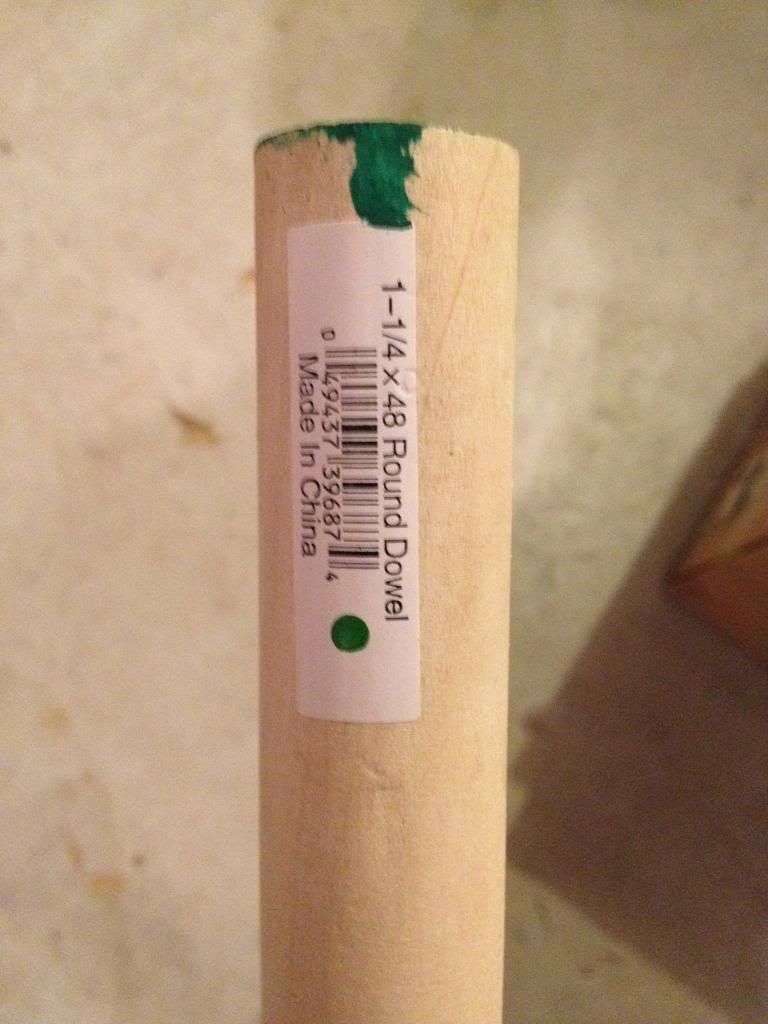 1-1/4 x 48 Round Dowel
0 49437 39687 4
Made In China